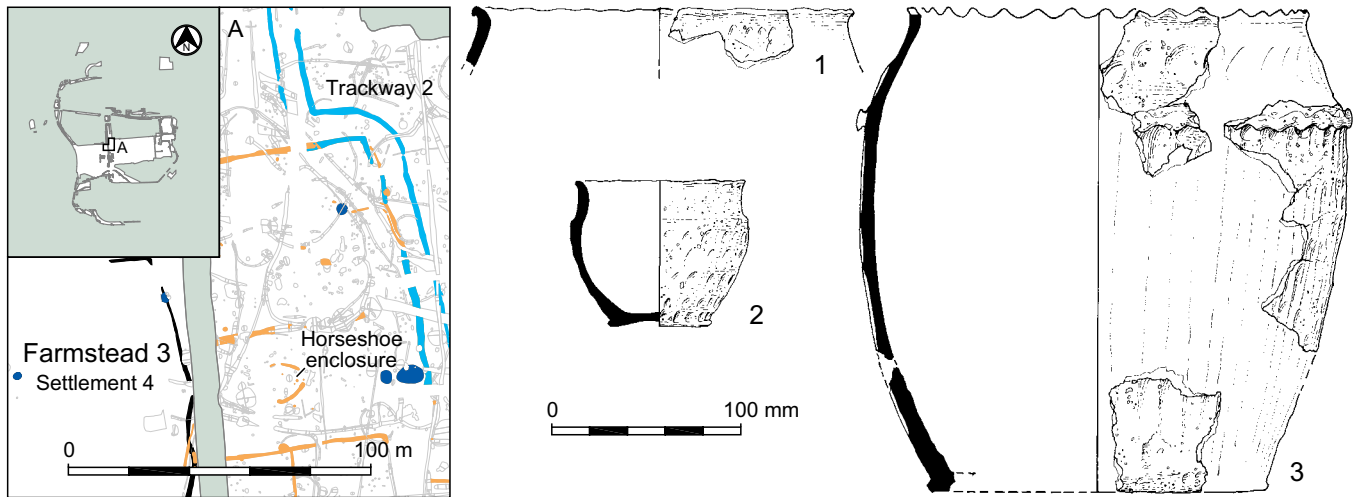 N
A
A
Trackway 2
Horseshoe
enclosure
Farmstead 3
Settlement 4
0 100 m
1
2
0 100 mm
3